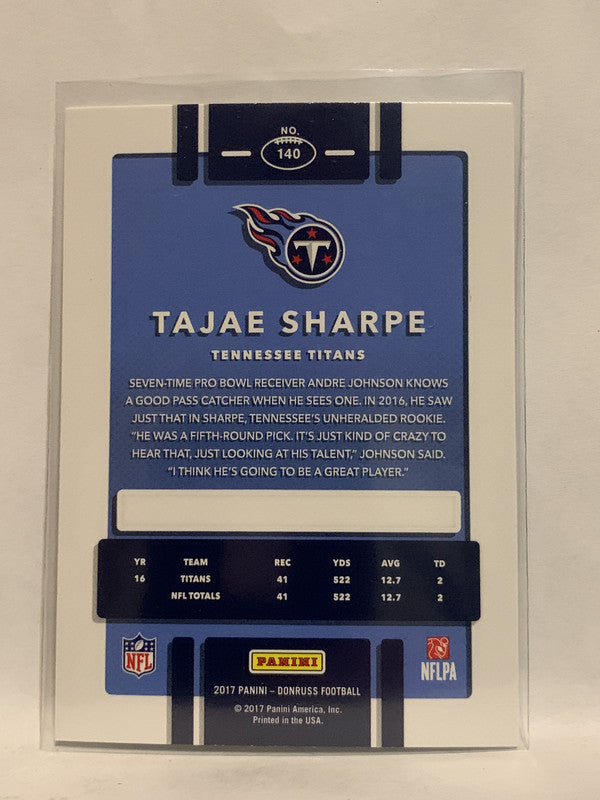 NO.
140
T
TAJAE SHARPE
TENNESSEE TITANS
SEVEN-TIME PRO BOWL RECEIVER ANDRE JOHNSON KNOWS
A GOOD PASS CATCHER WHEN HE SEES ONE. IN 2016, HE SAW
JUST THAT IN SHARPE, TENNESSEE'S UNHERALDED ROOKIE.
"HE WAS A FIFTH-ROUND PICK. IT'S JUST KIND OF CRAZY TO
HEAR THAT, JUST LOOKING AT HIS TALENT," JOHNSON SAID.
"I THINK HE'S GOING TO BE A GREAT PLAYER."
YR TEAM REC YDS AVG TD
16 TITANS 41 522 12.7 2
NFL TOTALS 41 522 12.7 2
NFL
PANINI
NFLPA
2017 PANINI – DONRUSS FOOTBALL
© 2017 Panini America, Inc.
Printed in the USA.